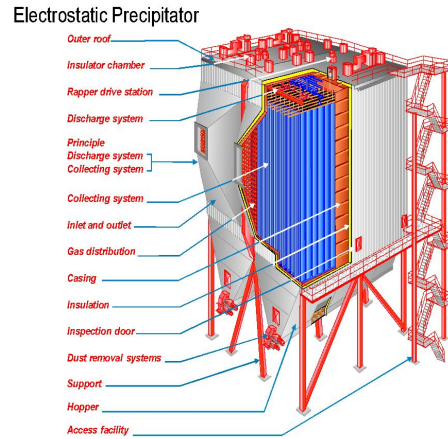 Electrostatic Precipitator
Outer roof
Insulator chamber
Rapper drive station
Discharge system
Principle
Discharge system
Collecting system
Collecting system
inlet and outlet
Gas distribution
Casing
Insulation
Inspection door
Dust removal systems
Support
Hopper
Access facility